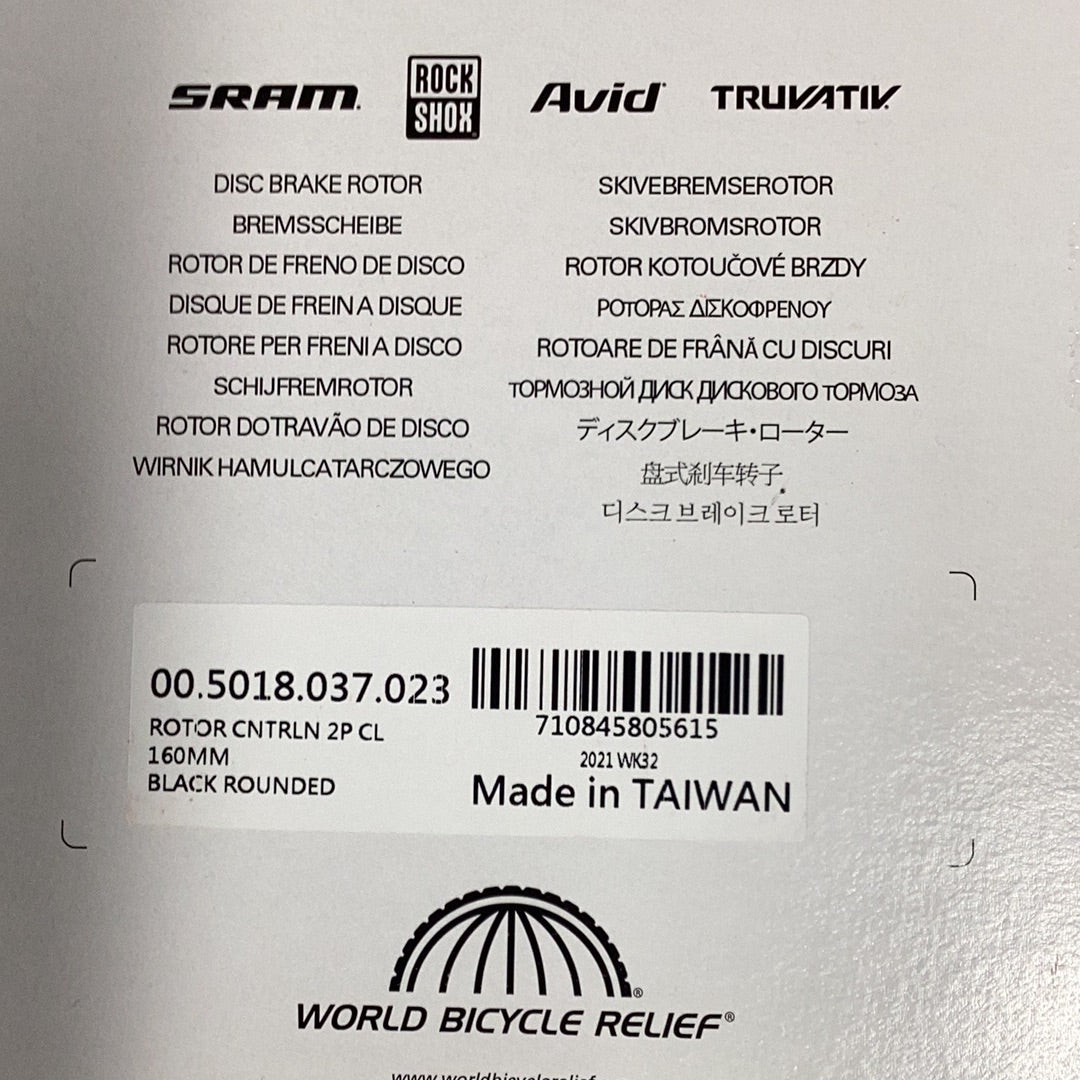 SRAM.
ROCK
SHOX
Avid
TRUVATIV.
DISC BRAKE ROTOR
BREMSSCHEIBE
ROTOR DE FRENO DE DISCO
DISQUE DE FREIN A DISQUE
ROTORE PER FRENI A DISCO
SCHIJFREMROTOR
ROTOR DO TRAVÃO DE DISCO
WIRNIK HAMULCA TARCZOWEGO
SKIVEBREMSEROTOR
SKIVBROMSROTOR
ROTOR KOTOUČOVÉ BRZDY
ΡΟΤΟΡΑΣ ΔΙΣΚΟΦΡΕΝΟΥ
ROTOARE DE FRÂNĂ CU DISCURI
ТОРМОЗНОЙ ДИСК ДИСКОВОГО ТОРМОЗА
ディスクブレーキ・ローター
盘式刹车转子
디스크 브레이크 로터
00.5018.037.023
ROTOR CNTRLN 2P CL
160MM
BLACK ROUNDED
710845805615
2021 WK32
Made in TAIWAN
WORLD BICYCLE RELIEF®